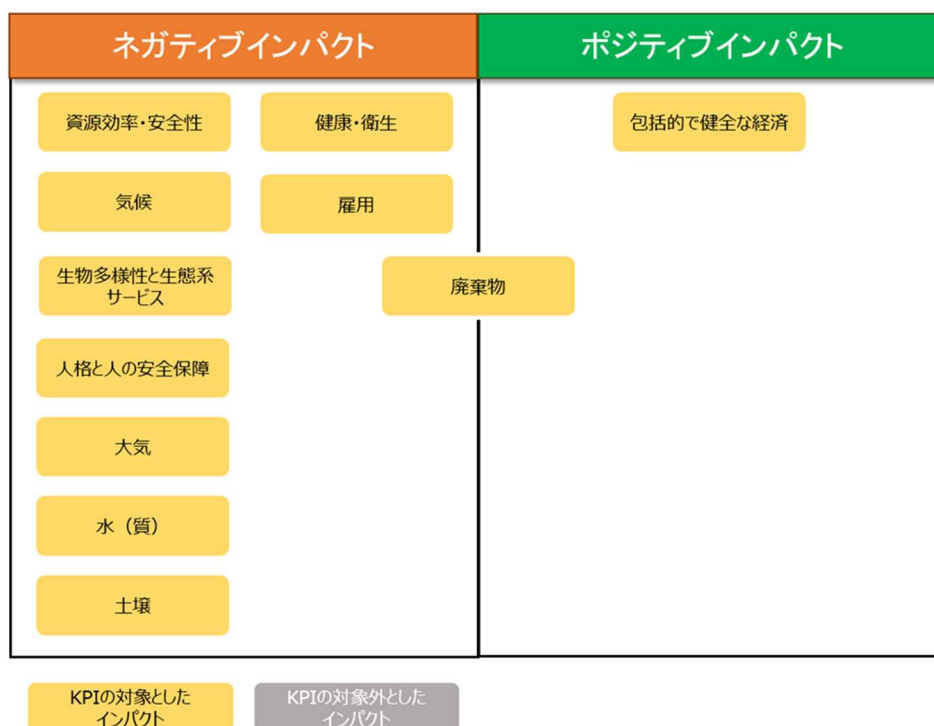 ネガティブインパクト
ポジティブインパクト
資源効率・安全性
健康・衛生
包括的で健全な経済
気候
雇用
生物多様性と生態系
サービス
廃棄物
人格と人の安全保障
大気
水（質）
土壌
KPIの対象とした
インパクト
KPIの対象外とした
インパクト